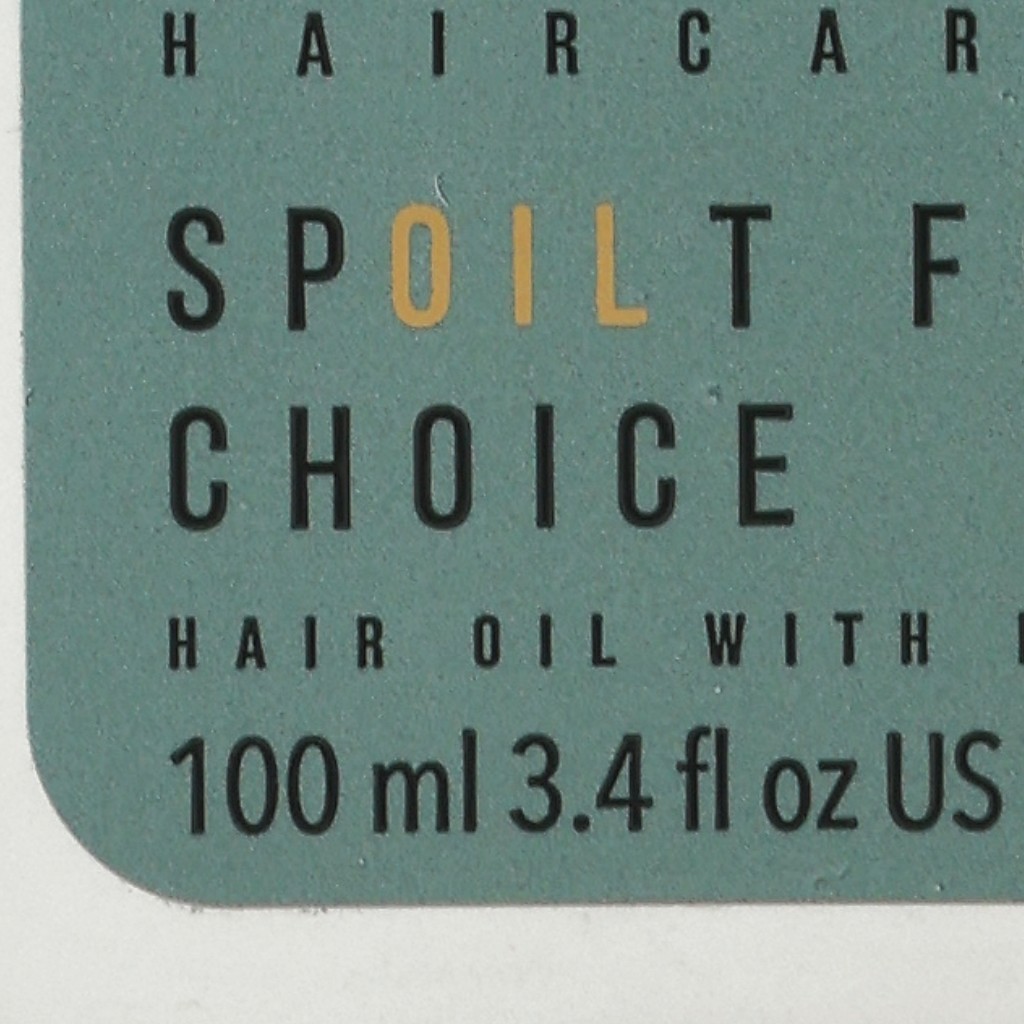 HAIRCAR
SPOILT F
CHOICE
HAIR OIL WITH
100 ml 3.4 fl oz US